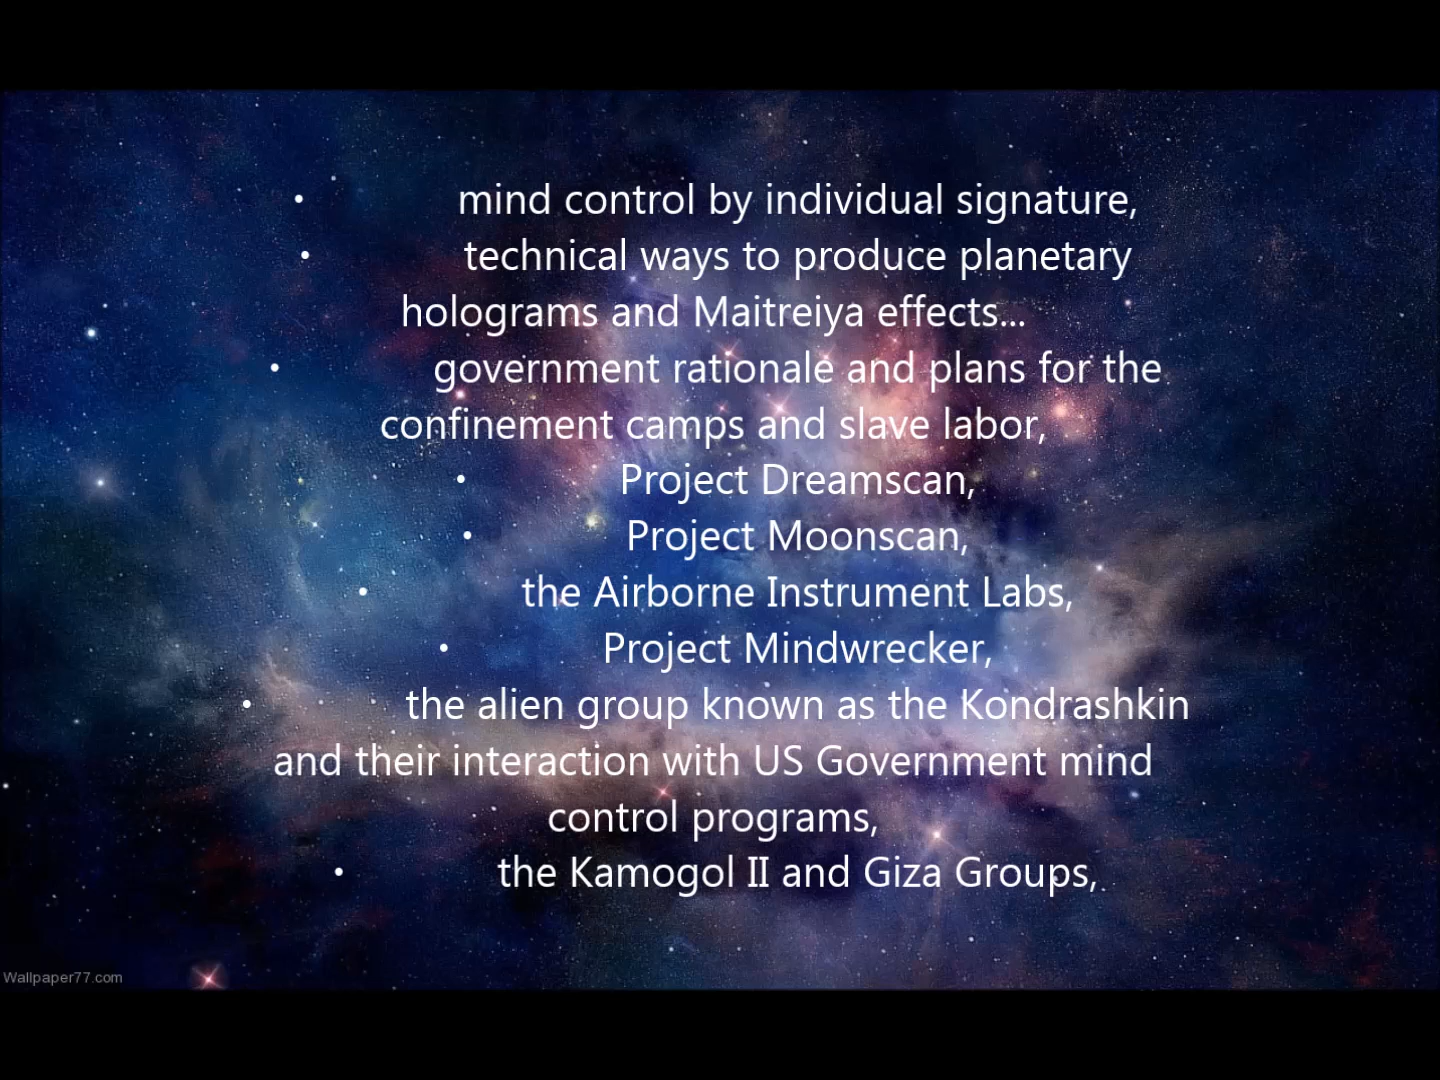 • mind control by individual signature,
• technical ways to produce planetary
holograms and Maitreiya effects...
• government rationale and plans for the
confinement camps and slave labor,
• Project Dreamscan,
• Project Moonscan,
• the Airborne Instrument Labs,
• Project Mindwrecker,
• the alien group known as the Kondrashkin
and their interaction with US Government mind
control programs,
• the Kamogol II and Giza Groups,
Wallpaper77.com